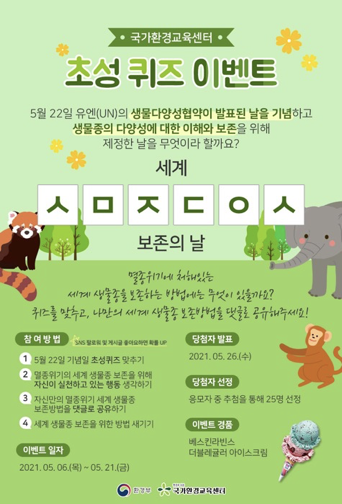 국가환경교육센터
초성 퀴즈 이벤트
5월 22일 유엔(UN)의 생물다양성협약이 발표된 날을 기념하고
생물종의 다양성에 대한 이해와 보존을 위해
제정한 날을 무엇이라 할까요?
세계
ㅅ ㅁ ㅈ ㄷ ㅇ ㅅ
보존의 날
멸종위기에 처해있는
세계 생물종을 보존하는 방법에는 무엇이 있을까요?
퀴즈를 맞추고, 나만의 세계 생물종 보존방법을 댓글로 공유해주세요!
참여 방법 SNS 팔로워 및 게시글 좋아요하면 확률 UP
1 5월 22일 기념일 초성퀴즈 맞추기
2 멸종위기의 세계 생물종 보존을 위해
자신이 실천하고 있는 행동 생각하기
3 자신만의 멸종위기 세계 생물종
보존방법을 댓글로 공유하기
4 세계 생물종 보존을 위한 방법 새기기
이벤트 일자
2021. 05. 06.(목) ~ 05. 21.(금)
당첨자 발표
2021. 05. 26.(수)
당첨자 선정
응모자 중 추첨을 통해 25명 선정
이벤트 경품
베스킨라빈스
더블레귤러 아이스크림
환경부
국가환경교육센터